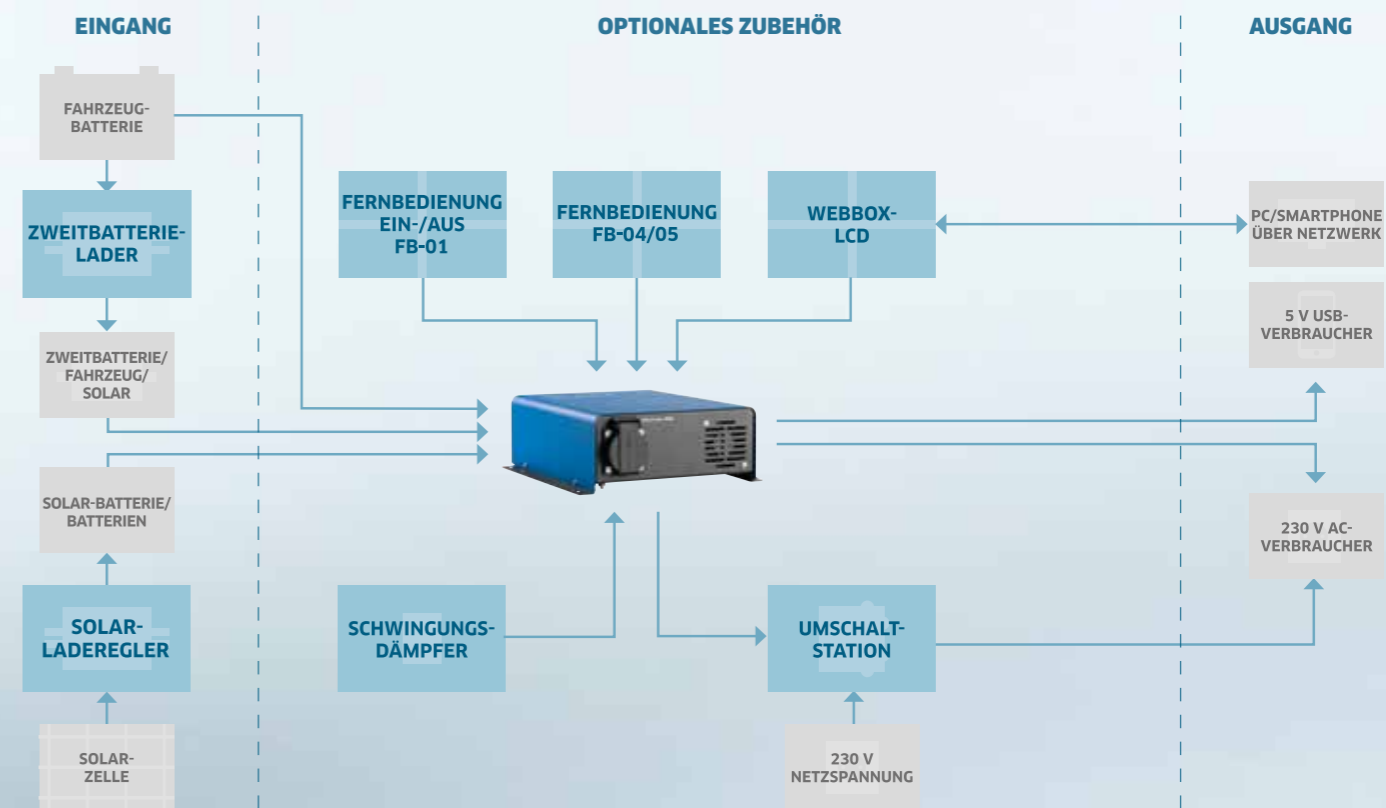 EINGANG
OPTIONALES ZUBEHÖR
AUSGANG
FAHRZEUG-
BATTERIE
ZWEITBATTERIE-
LADER
ZWEITBATTERIE/
FAHRZEUG/
SOLAR
SOLAR-BATTERIE/
BATTERIEN
SOLAR-
LADEREGLER
SOLAR-
ZELLE
FERNBEDIENUNG
EIN-/AUS
FB-01
FERNBEDIENUNG
FB-04/05
WEBBOX-
LCD
SCHWINGUNGS-
DÄMPFER
UMSCHALT-
STATION
230 V
NETZSPANNUNG
PC/SMARTPHONE
ÜBER NETZWERK
5 V USB-
VERBRAUCHER
230 V AC-
VERBRAUCHER